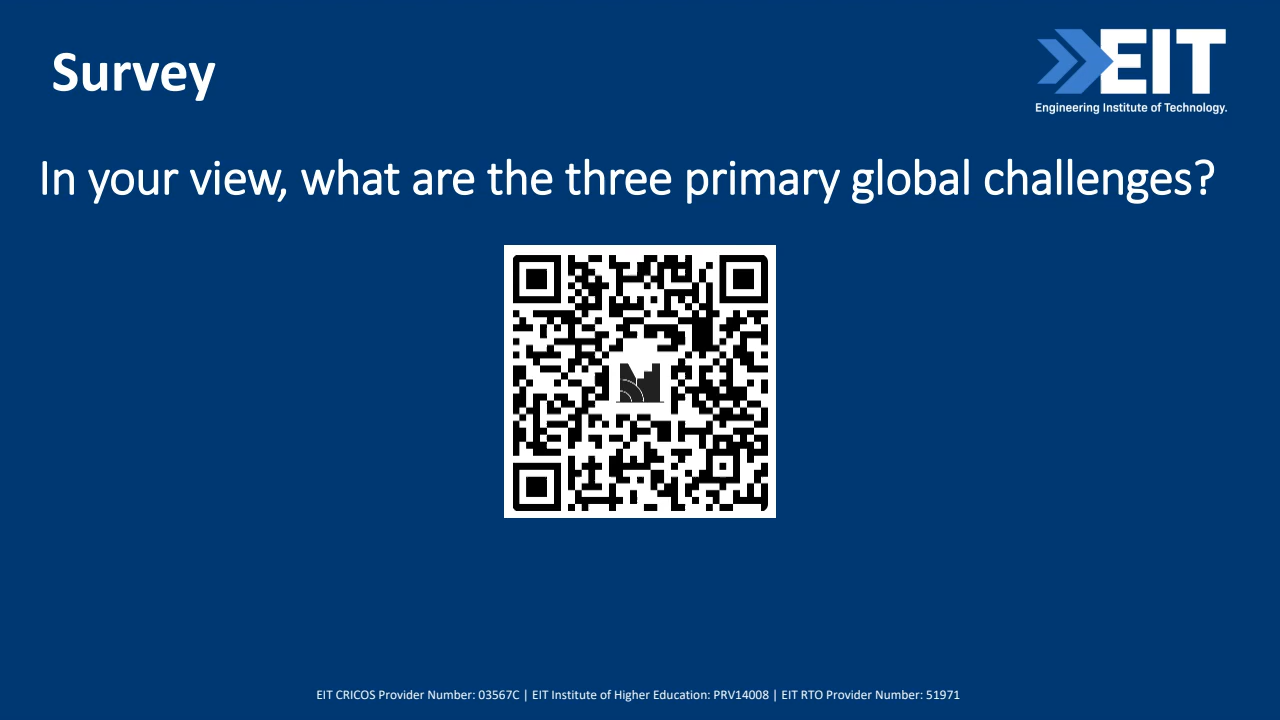 Survey
EIT
Engineering Institute of Technology.
In your view, what are the three primary global challenges?
EIT CRICOS Provider Number: 03567C | EIT Institute of Higher Education: PRV14008 | EIT RTO Provider Number: 51971